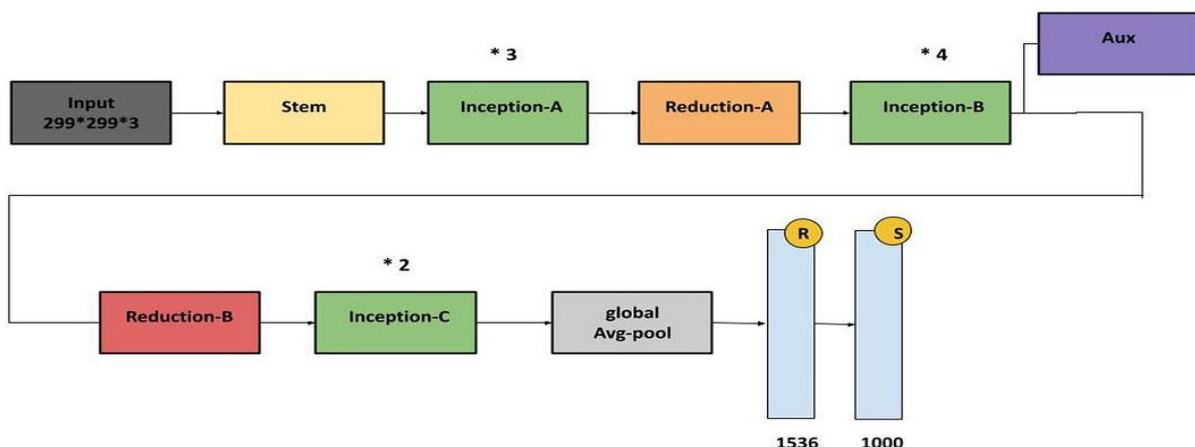 * 3
* 4
Aux
Input
299*299*3
Stem
Inception-A
Reduction-A
Inception-B
* 2
R
S
Reduction-B
Inception-C
global
Avg-pool
1536
1000